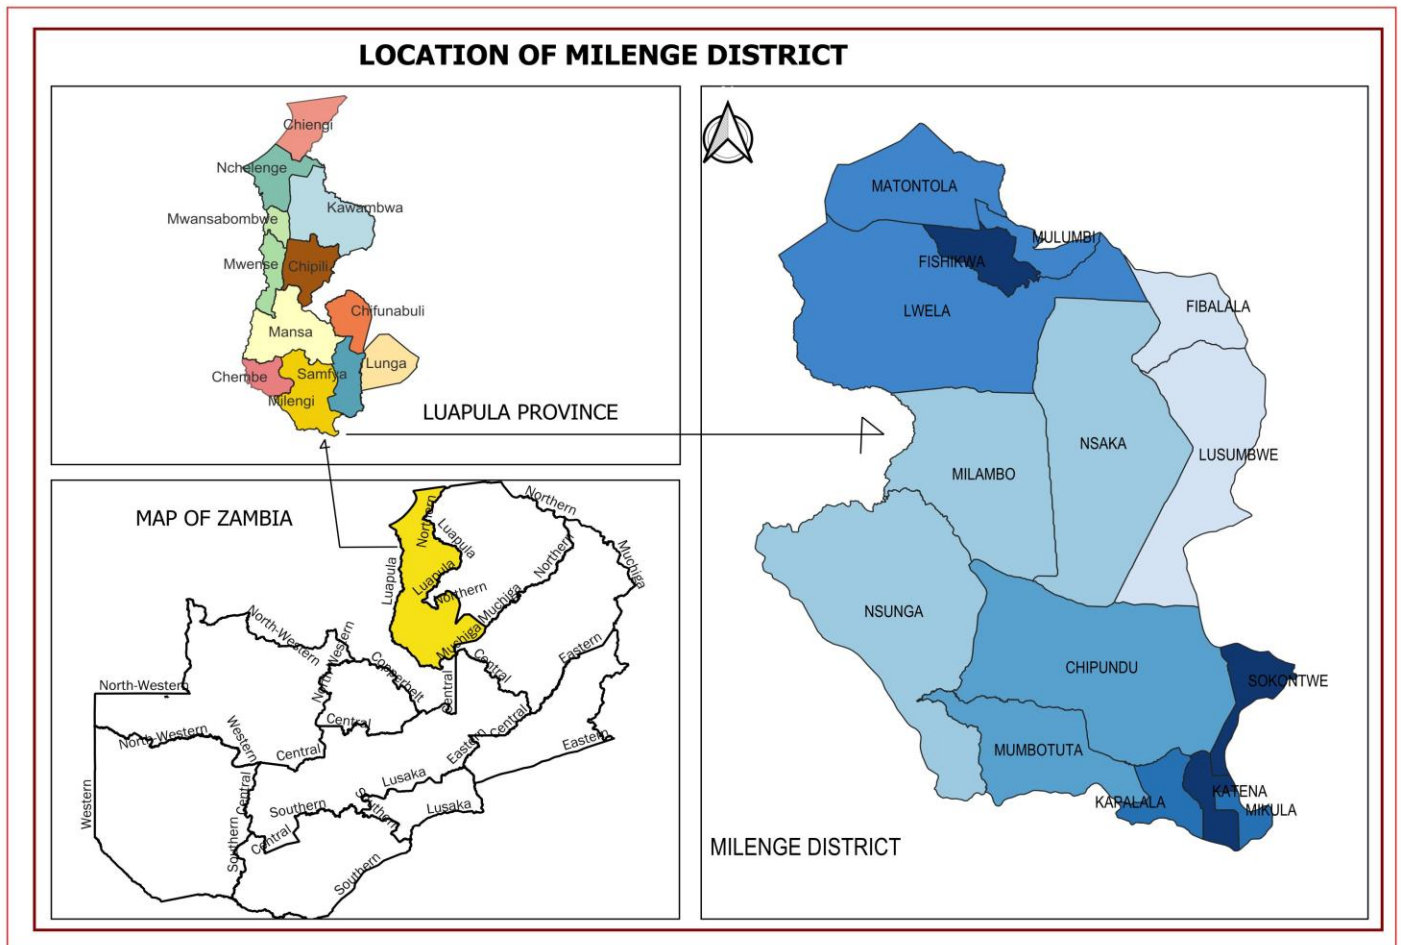 LOCATION OF MILENGE DISTRICT
Chiengi
Nchelenge
Kawambwa
Mwansabombwe
Mwense
Chipili
Chifunabuli
Mansa
Lunga
Chembe
Samfya
Milengi
LUAPULA PROVINCE
MAP OF ZAMBIA
Northern
Northern
Luapula
Northern
Muchiga
Luapula
Luapula
Northern
Muchiga
Muchiga
North-Western
North-Western
Copperbelt
Central
Central
Eastern
North-Western
Central
North-Western
Western
Central
Eastern
Central
Eastern
Western
Central
Lusaka
Southern
Southern
Lusaka
Southern
Central
Southern
MATONTOLA
MULUMBI
FISHIKWA
LWELA
FIBALALA
NSAKA
LUSUMBWE
MILAMBO
NSUNGA
CHIPUNDU
SOKONTWE
MUMBOTUTA
KATENA
KAPALALA
MIKULA
MILENGE DISTRICT